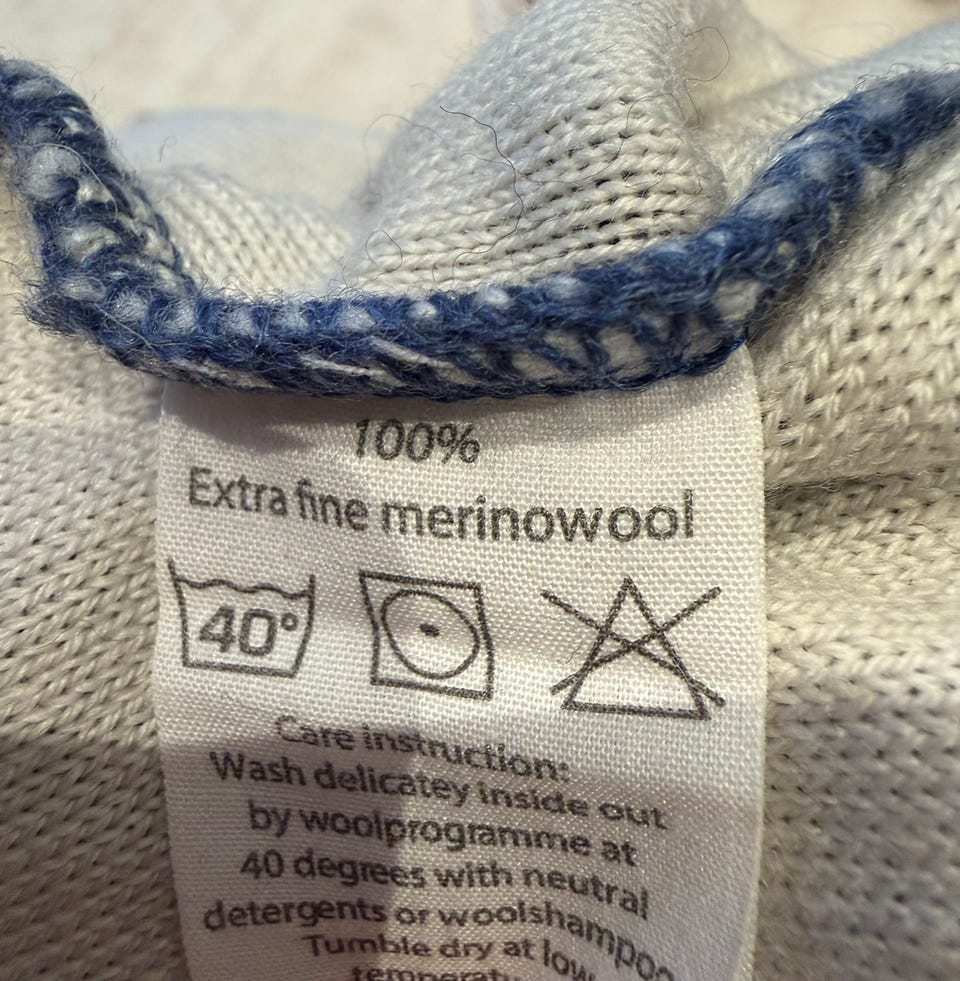 100%
Extra fine merinowool
40°
Care instruction:
Wash delicatey inside out
by woolprogramme at
40 degrees with neutral
detergents or woolshampoo
Tumble dry at low